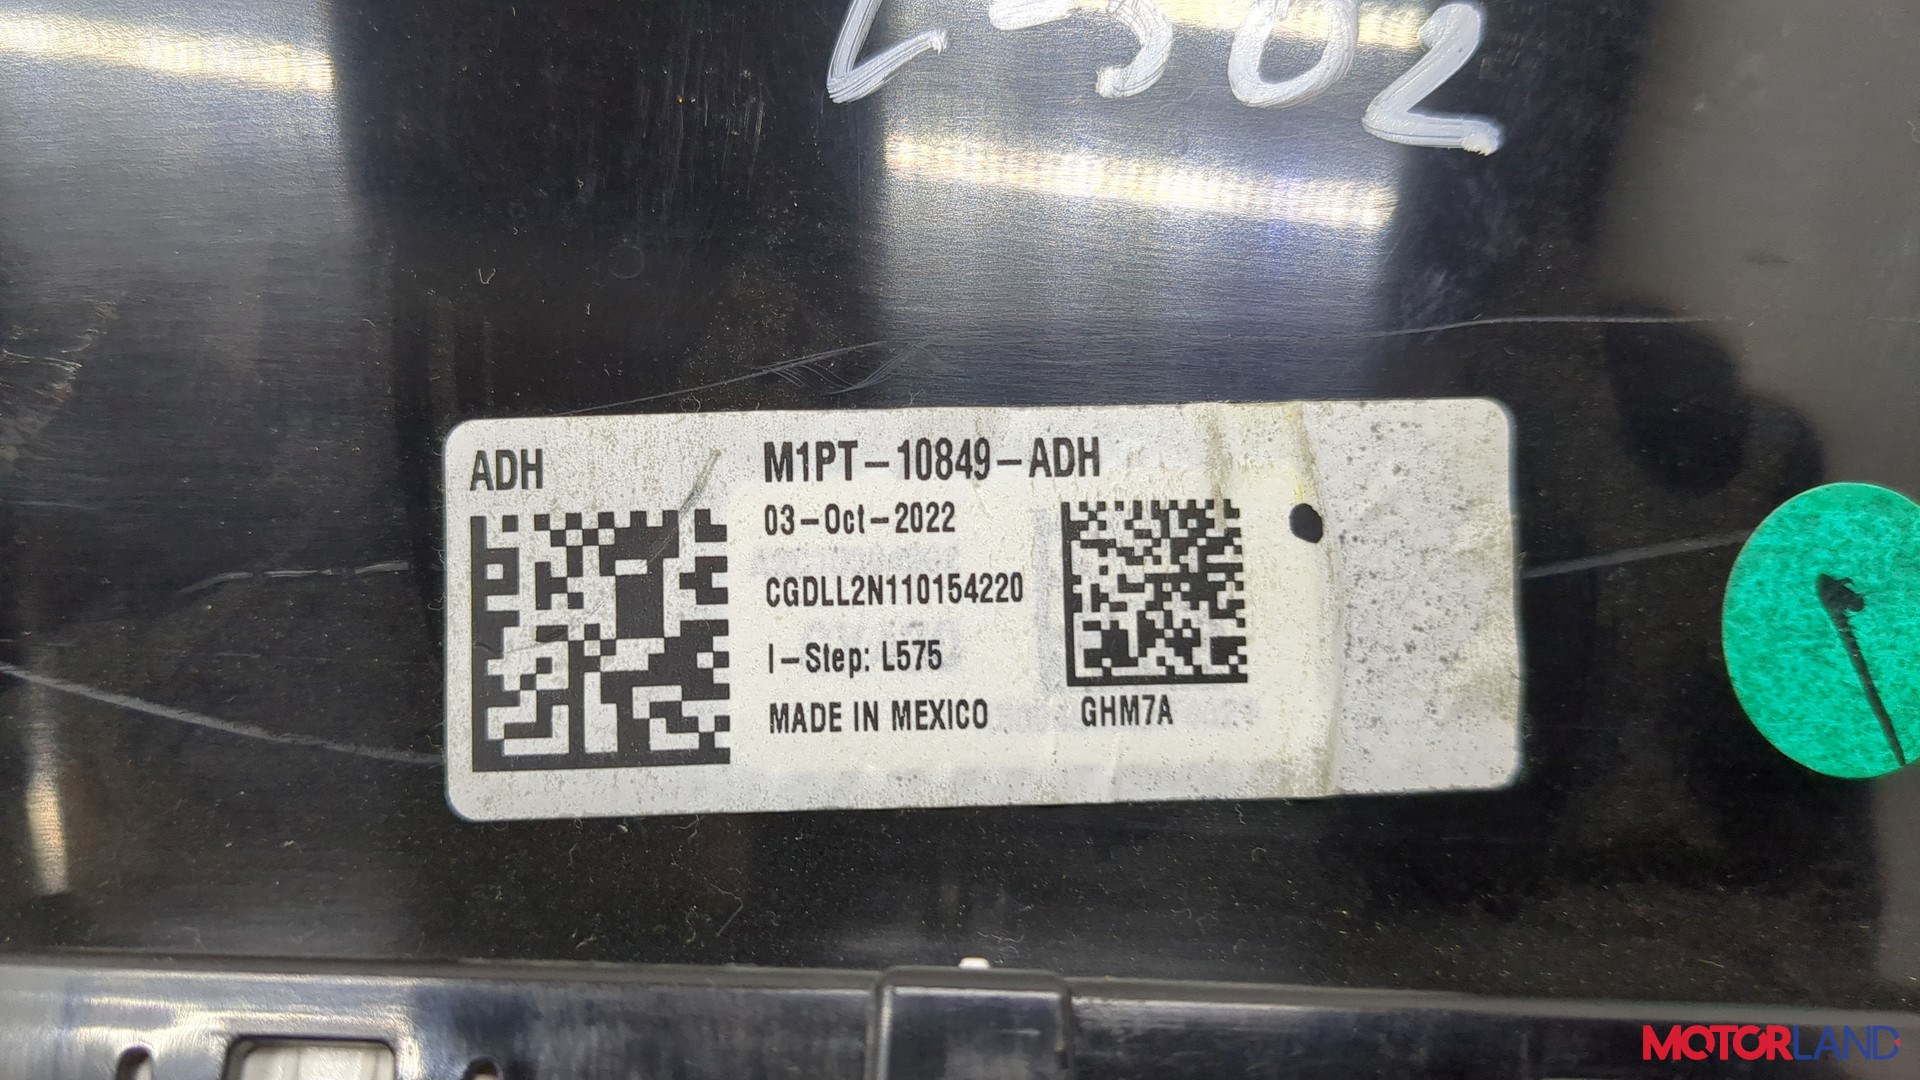 L-502
ADH
M1PT-10849-ADH
03-Oct-2022
CGDLL2N110154220
I-Step: L575
MADE IN MEXICO
GHM7A
MOTORLAND